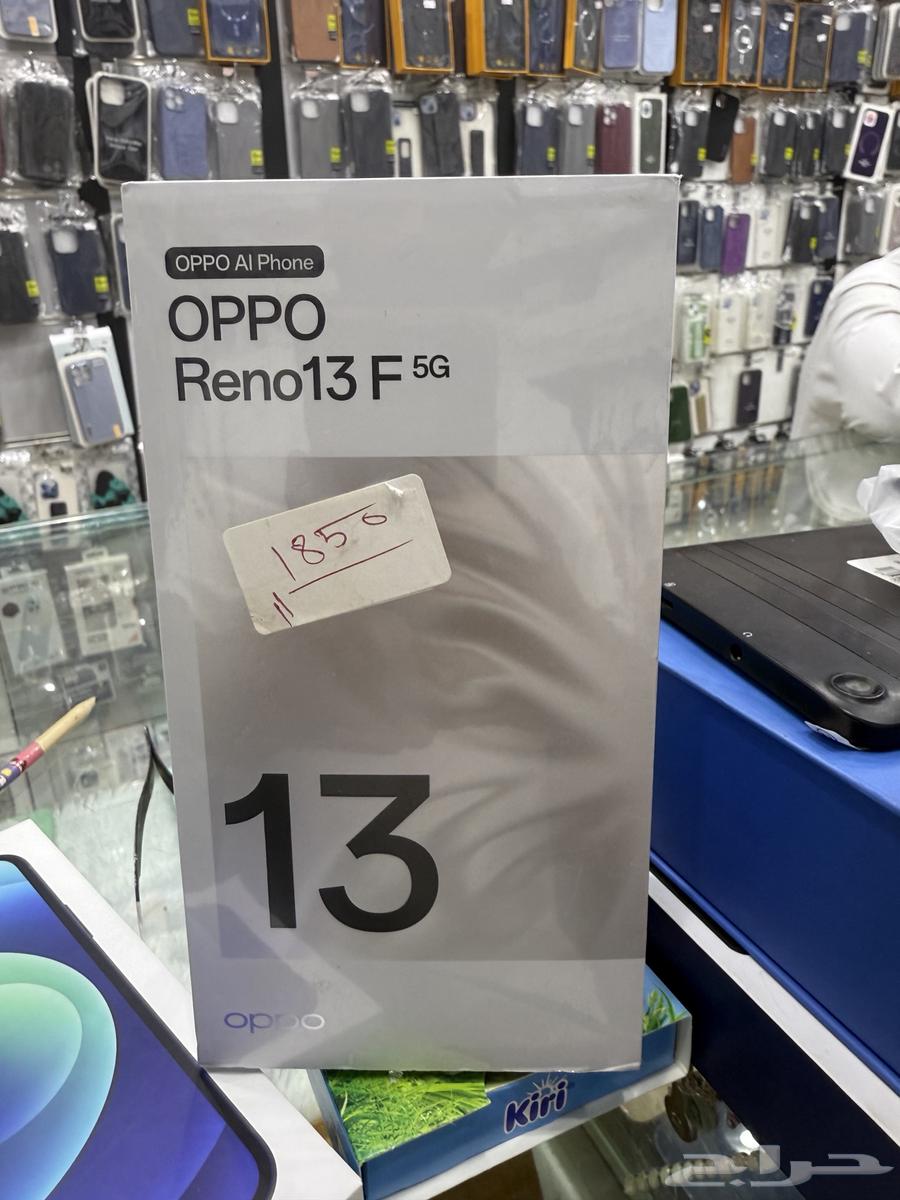 OPPO AI Phone
OPPO
Reno13 F 5G
1850
13
oppo
Kiri
حراج